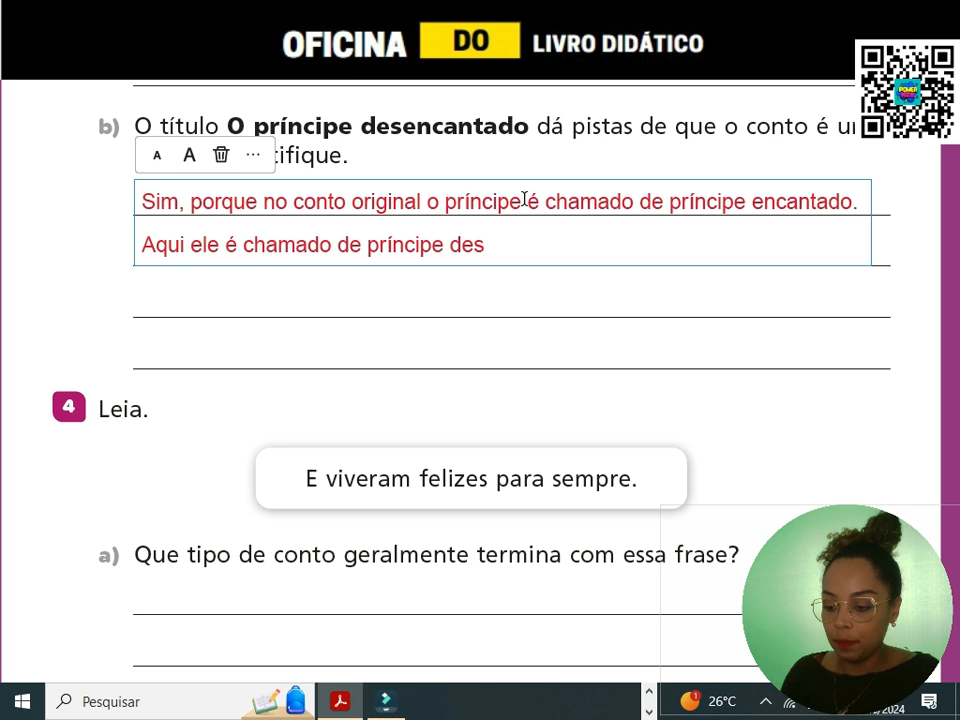 OFICINA DO LIVRO DIDÁTICO
b) O título O príncipe desencantado dá pistas de que o conto é
A A ... tifique.
Sim, porque no conto original o príncipe é chamado de príncipe encantado.
Aqui ele é chamado de príncipe des
4 Leia.
E viveram felizes para sempre.
a) Que tipo de conto geralmente termina com essa frase?
Pesquisar
1 26°C
/2024